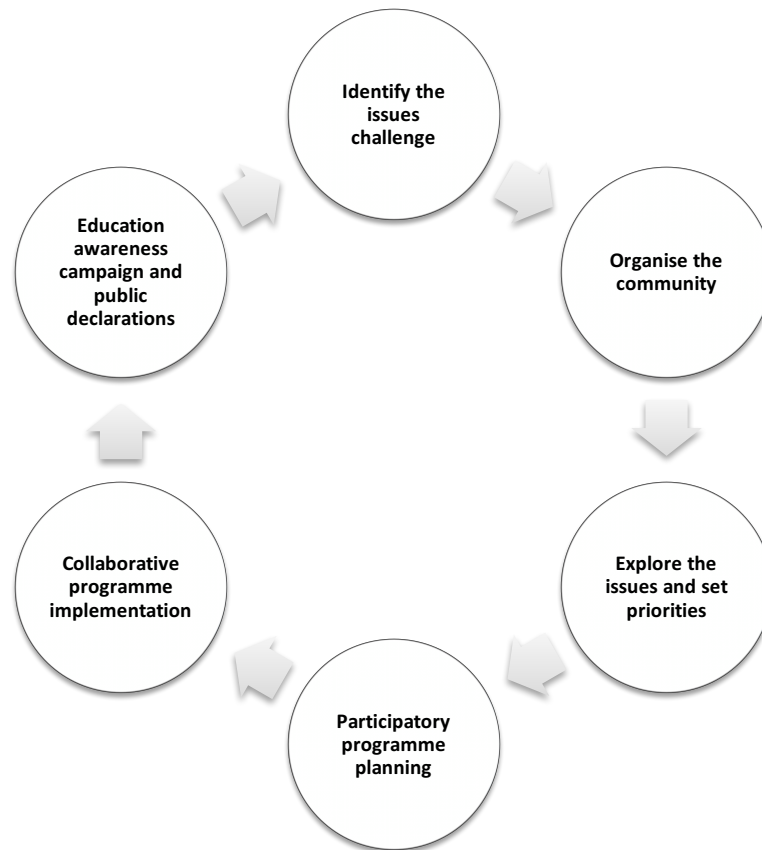 Identify the
issues
challenge
Organise the
community
Explore the
issues and set
priorities
Participatory
programme
planning
Collaborative
programme
implementation
Education
awareness
campaign and
public
declarations